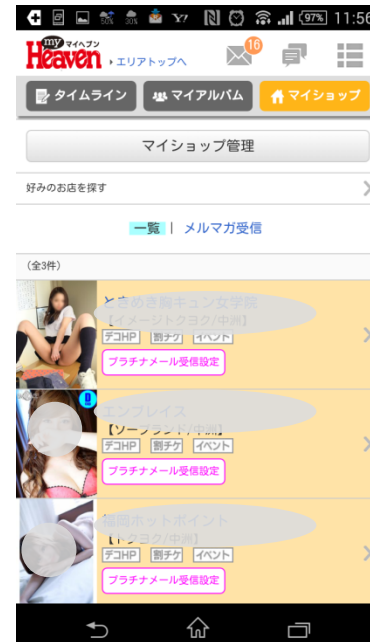 97% 11:56
my マイヘブン
Heaven エリアトップへ 16
タイムライン マイアルバム マイショップ
マイショップ管理
好みのお店を探す
一覧 | メルマガ受信
(全3件)
ときめき胸キュン女学院
【イメージトクヨク/中洲】
デコHP 割チケ イベント
プラチナメール受信設定
エンブレイス
【ソープランド/中洲】
デコHP 割チケ イベント
プラチナメール受信設定
福岡ホットポイント
【トクヨク/中洲】
デコHP 割チケ イベント
プラチナメール受信設定